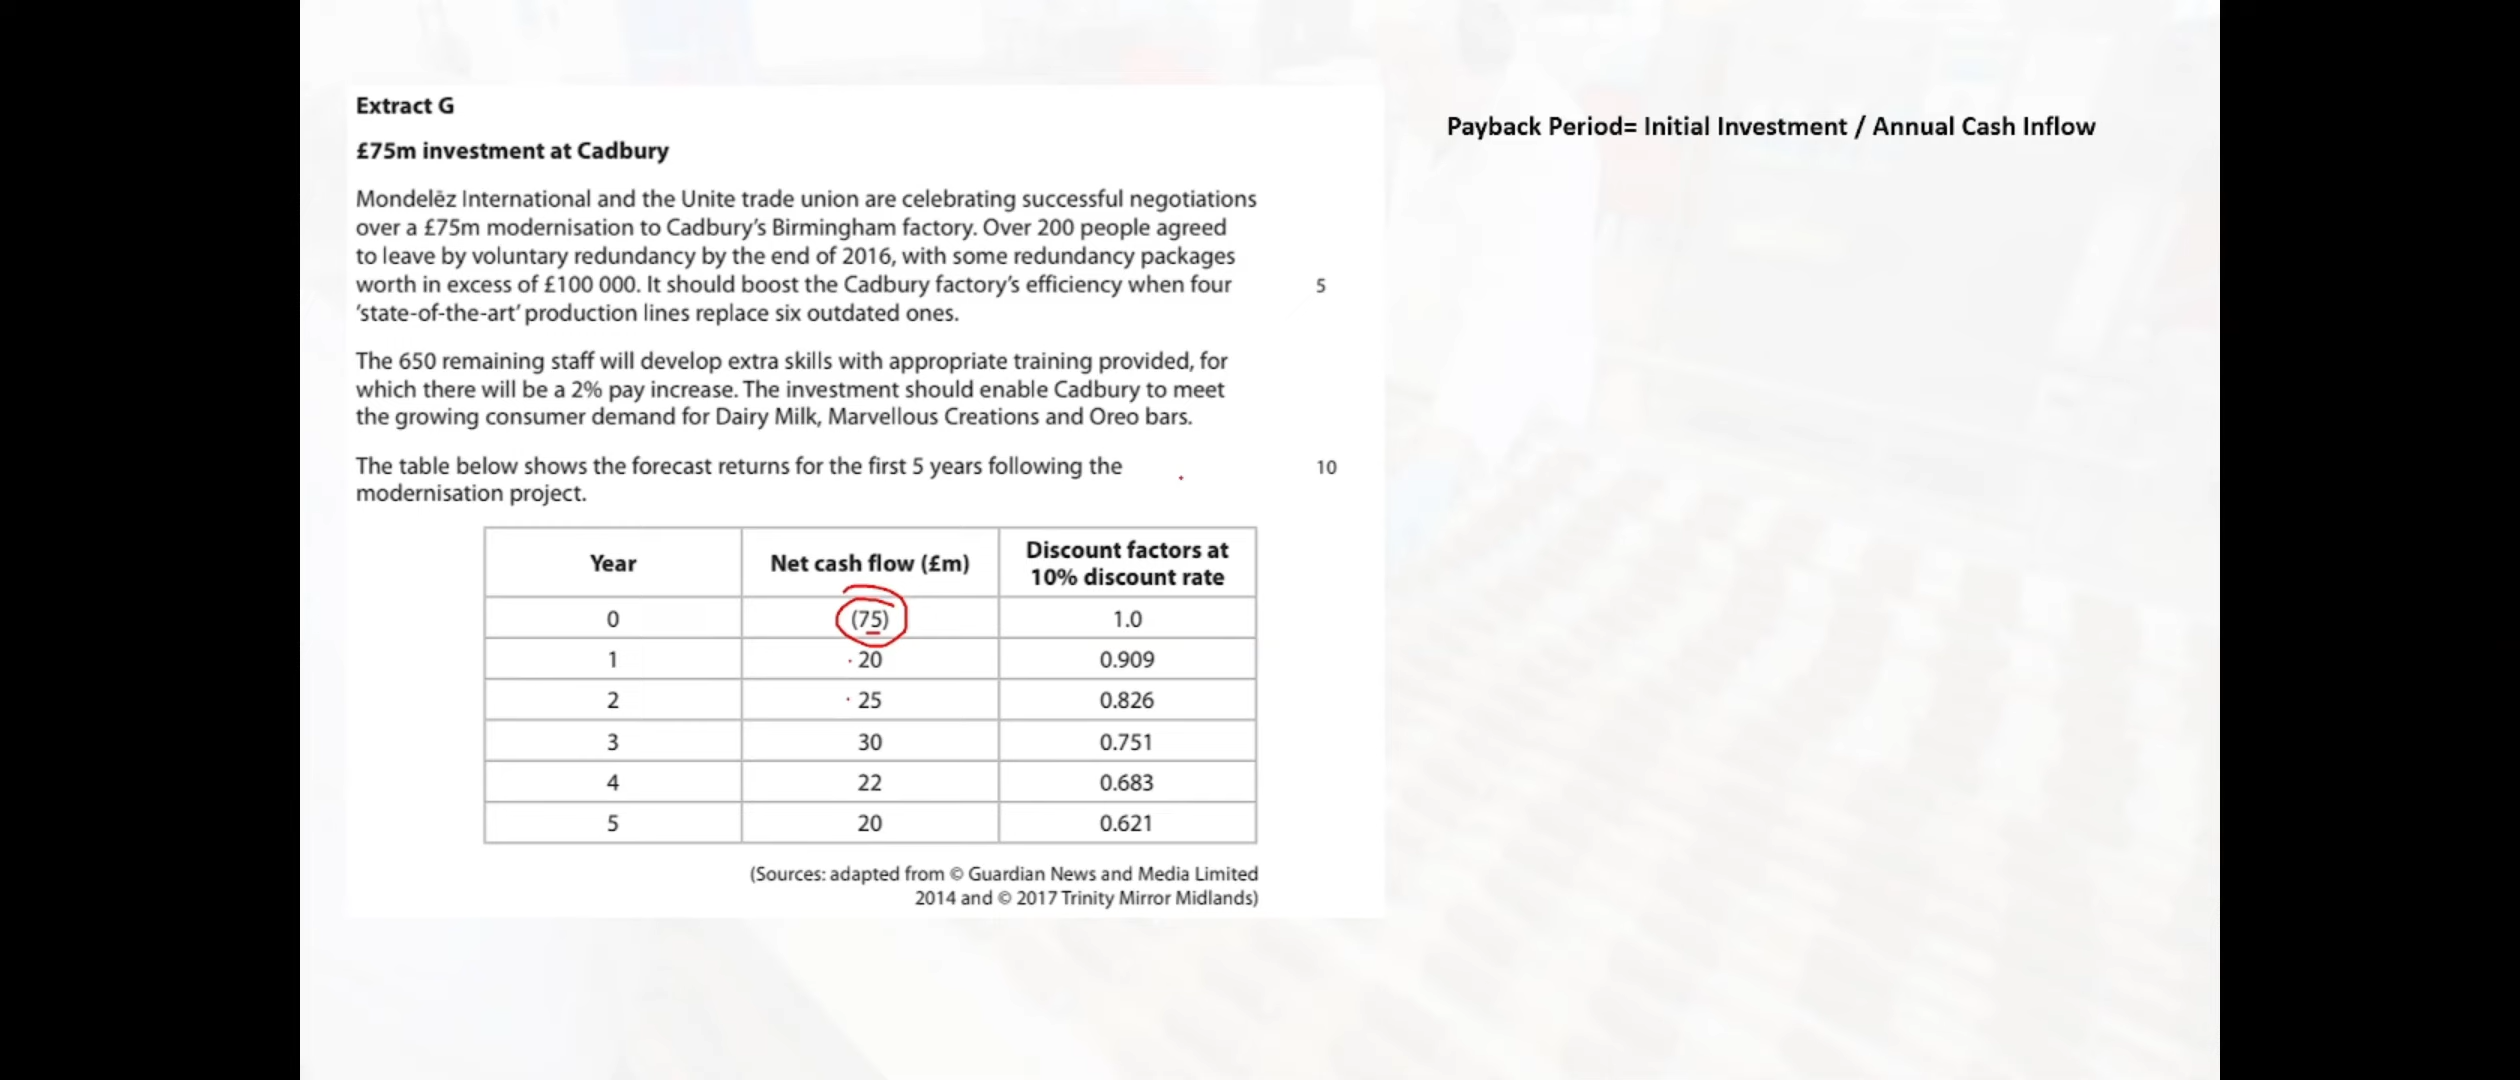 Extract G
£75m investment at Cadbury
Mondelēz International and the Unite trade union are celebrating successful negotiations
over a £75m modernisation to Cadbury's Birmingham factory. Over 200 people agreed
to leave by voluntary redundancy by the end of 2016, with some redundancy packages
worth in excess of £100 000. It should boost the Cadbury factory's efficiency when four
5
'state-of-the-art' production lines replace six outdated ones.
The 650 remaining staff will develop extra skills with appropriate training provided, for
which there will be a 2% pay increase. The investment should enable Cadbury to meet
the growing consumer demand for Dairy Milk, Marvellous Creations and Oreo bars.
The table below shows the forecast returns for the first 5 years following the
10
modernisation project.
Year Net cash flow (£m) Discount factors at
10% discount rate
0 (75) 1.0
1 20 0.909
2 25 0.826
3 30 0.751
4 22 0.683
5 20 0.621
(Sources: adapted from © Guardian News and Media Limited
2014 and © 2017 Trinity Mirror Midlands)
Payback Period= Initial Investment / Annual Cash Inflow